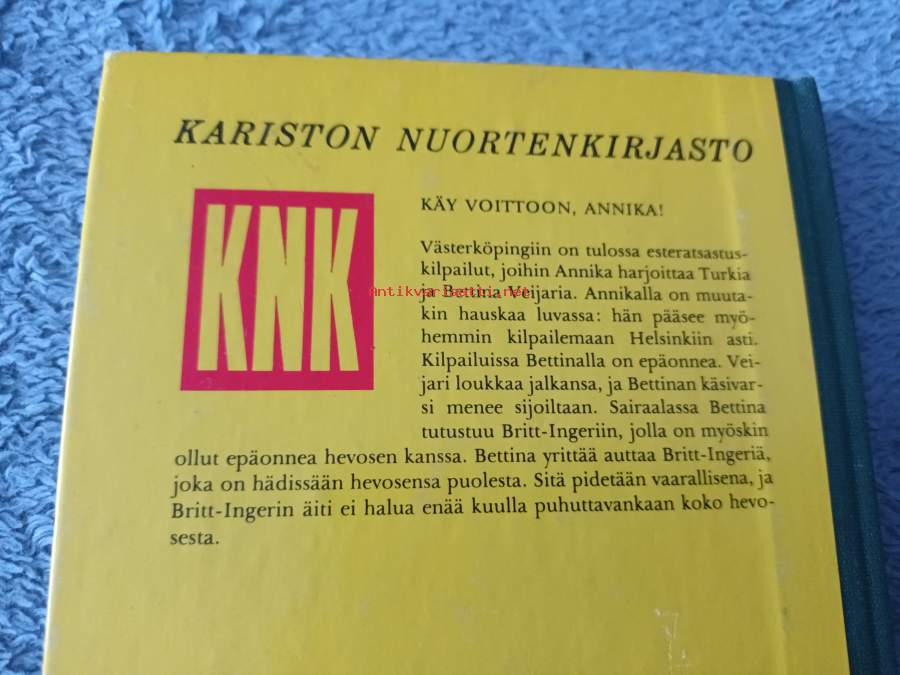 KARISTON NUORTENKIRJASTO
KNK
KÄY VOITTOON, ANNIKA!
Västerköpingiin on tulossa esteratsastus-
kilpailut, joihin Annika harjoittaa Turkia
ja Bettina Veijaria. Annikalla on muuta-
kin hauskaa luvassa: hän pääsee myö-
hemmin kilpailemaan Helsinkiin asti.
Kilpailuissa Bettinalla on epäonnea. Vei-
jari loukkaa jalkansa, ja Bettinan käsivar-
si menee sijoiltaan. Sairaalassa Bettina
tutustuu Britt-Ingeriin, jolla on myöskin
ollut epäonnea hevosen kanssa. Bettina yrittää auttaa Britt-Ingeriä,
joka on hädissään hevosensa puolesta. Sitä pidetään vaarallisena, ja
Britt-Ingerin äiti ei halua enää kuulla puhuttavankaan koko hevo-
sesta.
Antikvariaatti.net